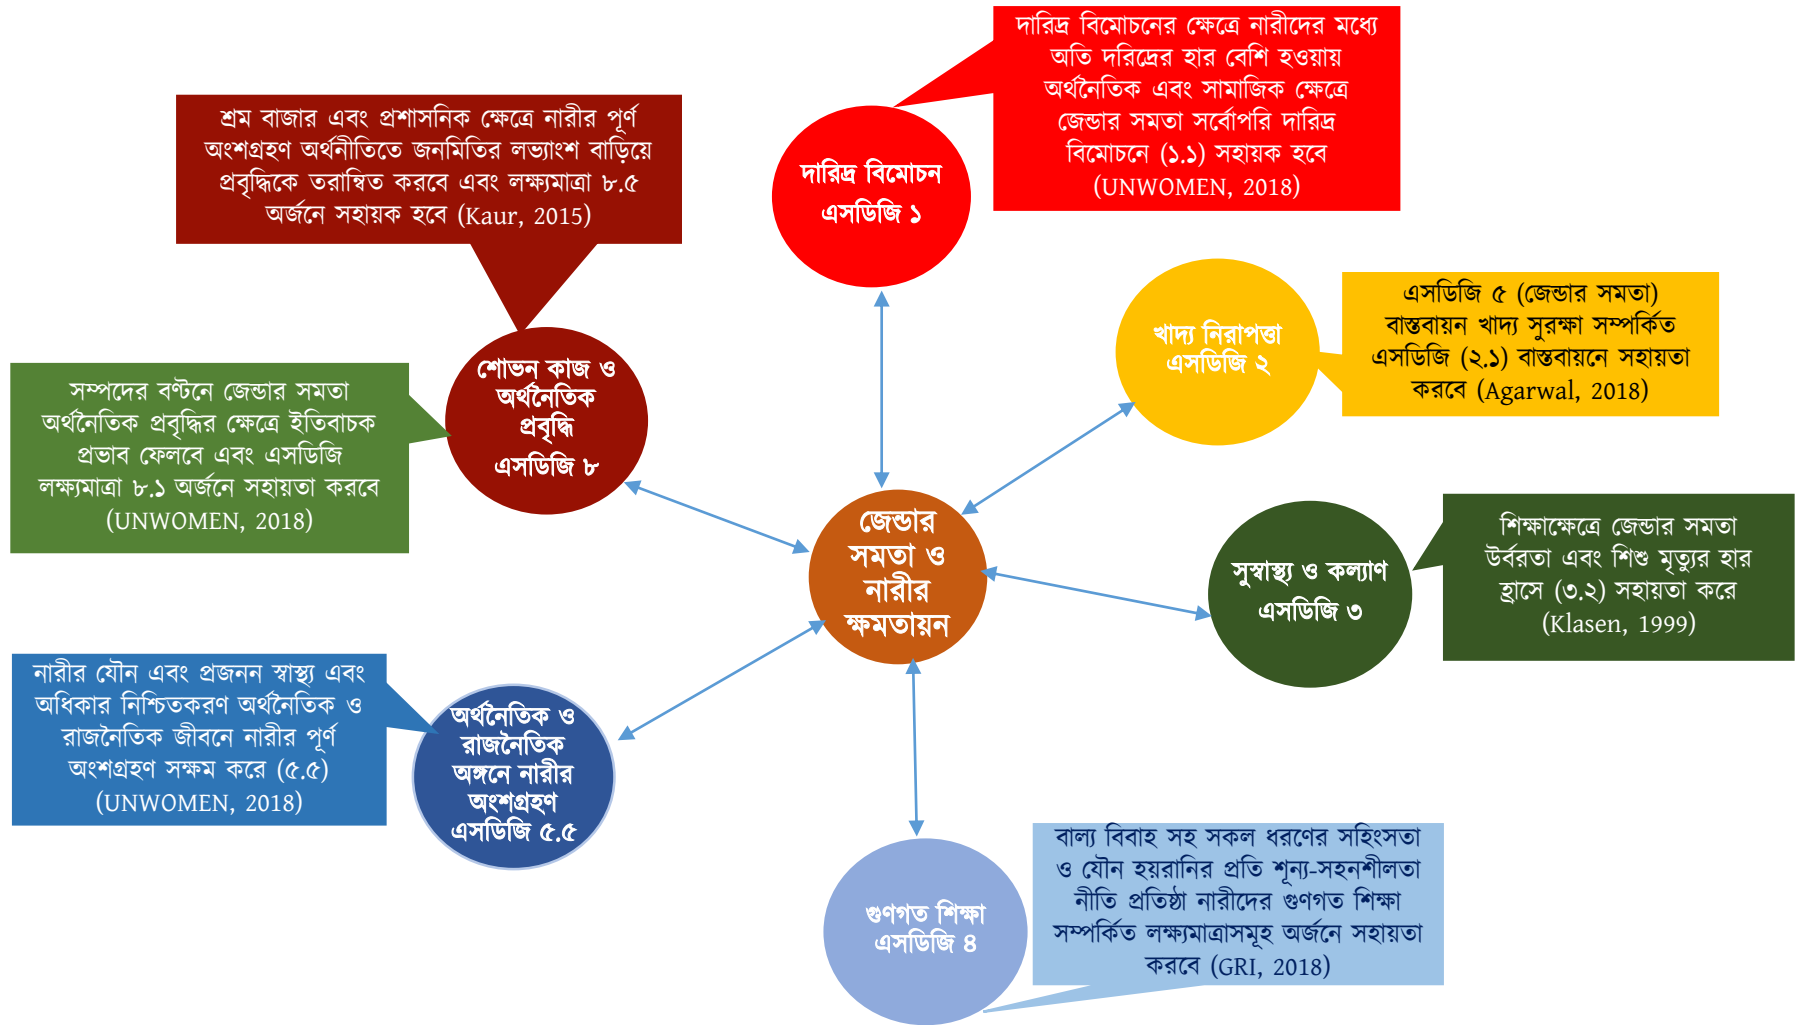 দারিদ্র বিমোচনের ক্ষেত্রে নারীদের মধ্যে
অতি দরিদ্রের হার বেশি হওয়ায়
অর্থনৈতিক এবং সামাজিক ক্ষেত্রে
জেন্ডার সমতা সর্বোপরি দারিদ্র
বিমোচনে (১.১) সহায়ক হবে
(UNWOMEN, 2018)
শ্রম বাজার এবং প্রশাসনিক ক্ষেত্রে নারীর পূর্ণ
অংশগ্রহণ অর্থনীতিতে জনমিতির লভ্যাংশ বাড়িয়ে
প্রবৃদ্ধিকে তরান্বিত করবে এবং লক্ষ্যমাত্রা ৮.৫
অর্জনে সহায়ক হবে (Kaur, 2015)
দারিদ্র বিমোচন
এসডিজি ১
খাদ্য নিরাপত্তা
এসডিজি ২
এসডিজি ৫ (জেন্ডার সমতা)
বাস্তবায়ন খাদ্য সুরক্ষা সম্পর্কিত
এসডিজি (২.১) বাস্তবায়নে সহায়তা
করবে (Agarwal, 2018)
শোভন কাজ ও
অর্থনৈতিক
প্রবৃদ্ধি
এসডিজি ৮
সম্পদের বণ্টনে জেন্ডার সমতা
অর্থনৈতিক প্রবৃদ্ধির ক্ষেত্রে ইতিবাচক
প্রভাব ফেলবে এবং এসডিজি
লক্ষ্যমাত্রা ৮.১ অর্জনে সহায়তা করবে
(UNWOMEN, 2018)
জেন্ডার
সমতা ও
নারীর
ক্ষমতায়ন
সুস্বাস্থ্য ও কল্যাণ
এসডিজি ৩
শিক্ষাক্ষেত্রে জেন্ডার সমতা
উর্বরতা এবং শিশু মৃত্যুর হার
হ্রাসে (৩.২) সহায়তা করে
(Klasen, 1999)
নারীর যৌন এবং প্রজনন স্বাস্থ্য এবং
অধিকার নিশ্চিতকরণ অর্থনৈতিক ও
রাজনৈতিক জীবনে নারীর পূর্ণ
অংশগ্রহণ সক্ষম করে (৫.৫)
(UNWOMEN, 2018)
অর্থনৈতিক ও
রাজনৈতিক
অঙ্গনে নারীর
অংশগ্রহণ
এসডিজি ৫.৫
গুণগত শিক্ষা
এসডিজি ৪
বাল্য বিবাহ সহ সকল ধরণের সহিংসতা
ও যৌন হয়রানির প্রতি শূন্য-সহনশীলতা
নীতি প্রতিষ্ঠা নারীদের গুণগত শিক্ষা
সম্পর্কিত লক্ষ্যমাত্রাসমূহ অর্জনে সহায়তা
করবে (GRI, 2018)